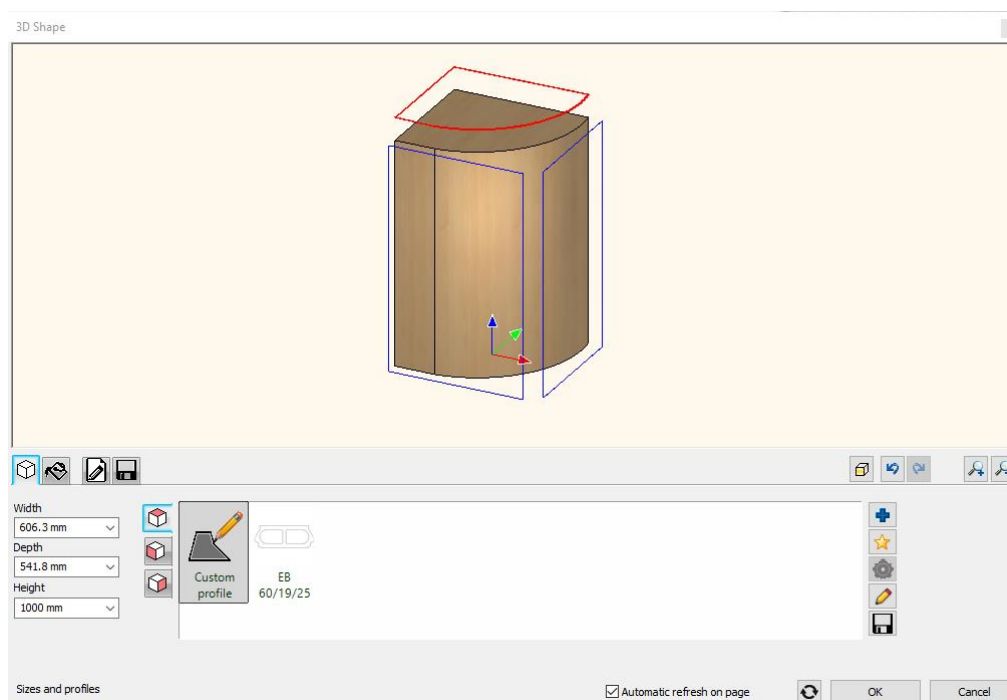 3D Shape
Width
606.3 mm
Depth
541.8 mm
Height
1000 mm
Custom
profile
EB
60/19/25
Sizes and profiles
Automatic refresh on page
OK
Cancel